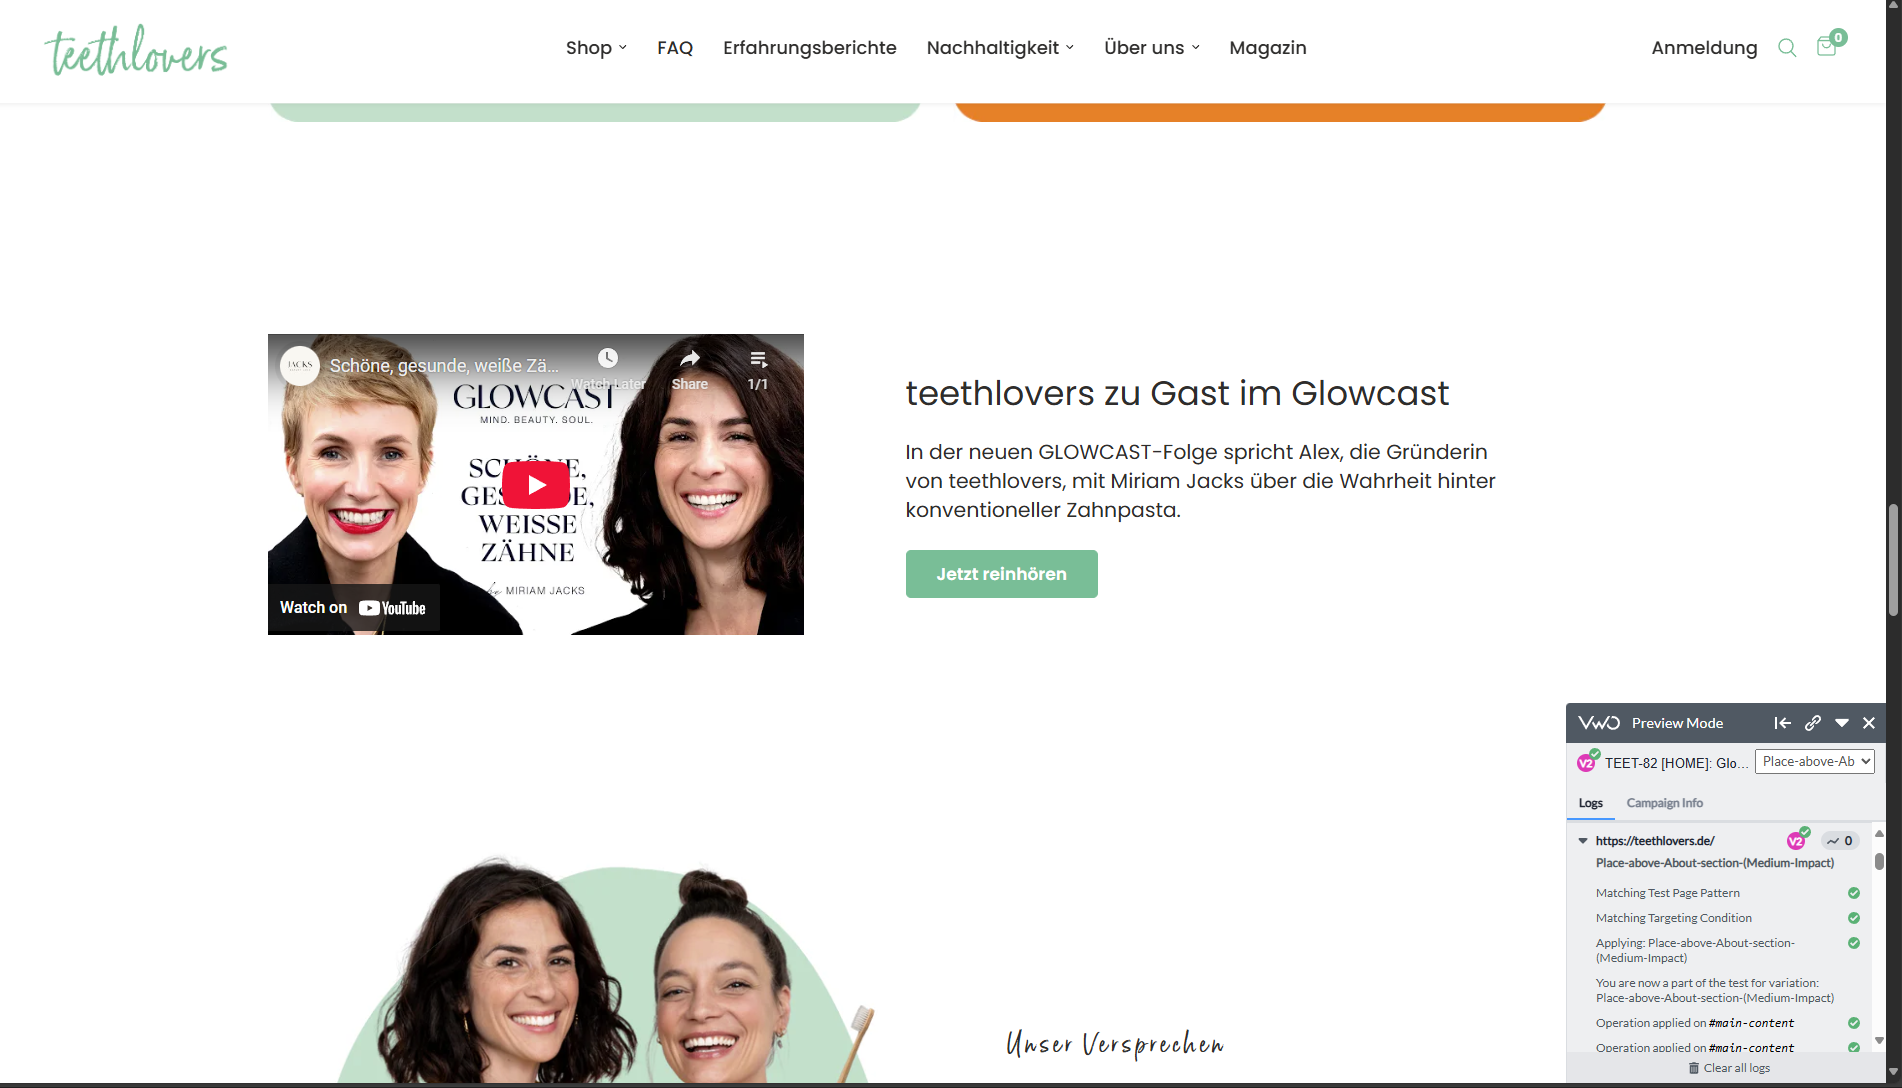 teethlovers
Shop
FAQ
Erfahrungsberichte
Nachhaltigkeit
Über uns
Magazin
Anmeldung
0
JACKS
Schöne, gesunde, weiße Zä...
Watch Later
Share
1/1
GLOWCAST
MIND. BEAUTY. SOUL.
WEISSE
ZÄHNE
MIRIAM JACKS
Watch on YouTube
teethlovers zu Gast im Glowcast
In der neuen GLOWCAST-Folge spricht Alex, die Gründerin
von teethlovers, mit Miriam Jacks über die Wahrheit hinter
konventioneller Zahnpasta.
Jetzt reinhören
Unser Versprechen
VWO Preview Mode
V2 TEET-82 [HOME]: Glo... Place-above-Ab
Logs Campaign Info
https://teethlovers.de/ V2 0
Place-above-About-section-(Medium-Impact)
Matching Test Page Pattern
Matching Targeting Condition
Applying: Place-above-About-section-
(Medium-Impact)
You are now a part of the test for variation:
Place-above-About-section-(Medium-Impact)
Operation applied on #main-content
Operation applied on #main-content
Clear all logs